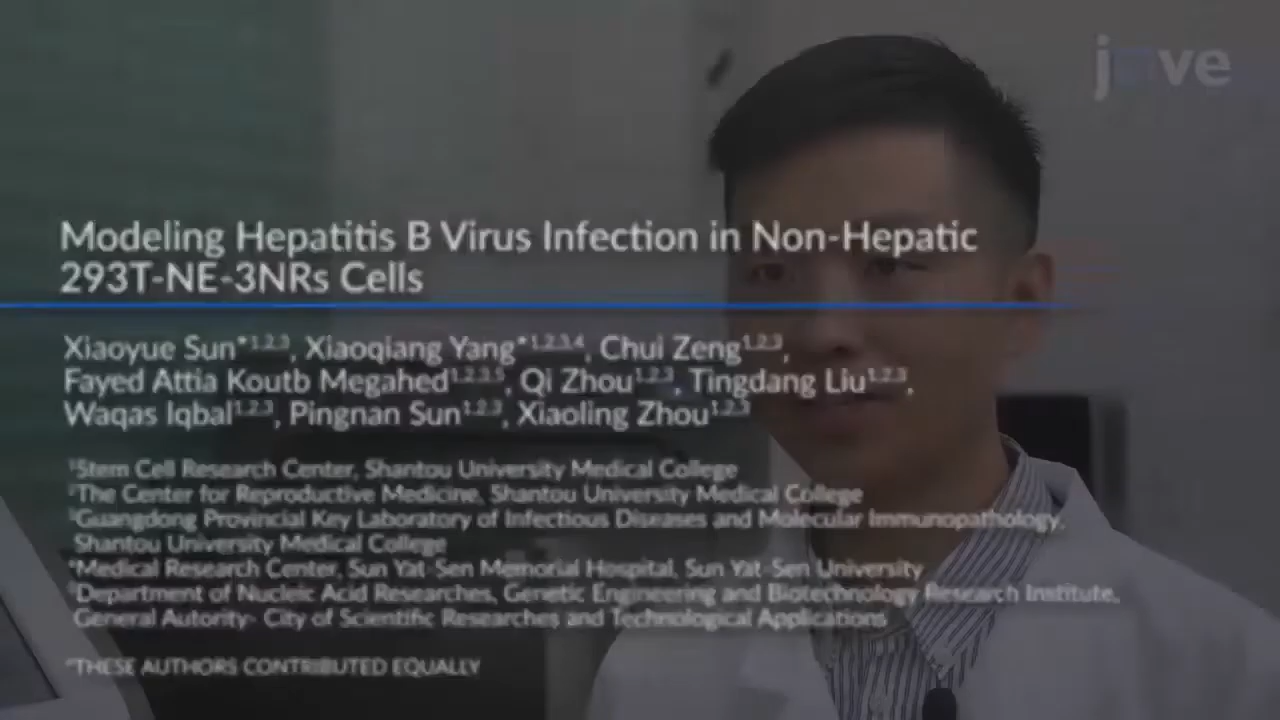 jove
Modeling Hepatitis B Virus Infection in Non-Hepatic
293T-NE-3NRs Cells
Xiaoyue Sun*1,2,3, Xiaoqiang Yang*1,2,3,4, Chui Zeng1,2,3,
Fayed Attia Koutb Megahed1,2,3,5, Qi Zhou1,2,3, Tingdang Liu1,2,3,
Waqas Iqbal1,2,3, Pingnan Sun1,2,3, Xiaoling Zhou1,2,3
1Stem Cell Research Center, Shantou University Medical College
2The Center for Reproductive Medicine, Shantou University Medical College
3Guangdong Provincial Key Laboratory of Infectious Diseases and Molecular Immunopathology,
Shantou University Medical College
4Medical Research Center, Sun Yat-Sen Memorial Hospital, Sun Yat-Sen University
5Department of Nucleic Acid Researches, Genetic Engineering and Biotechnology Research Institute,
General Autority- City of Scientific Researches and Technological Applications
*THESE AUTHORS CONTRIBUTED EQUALLY